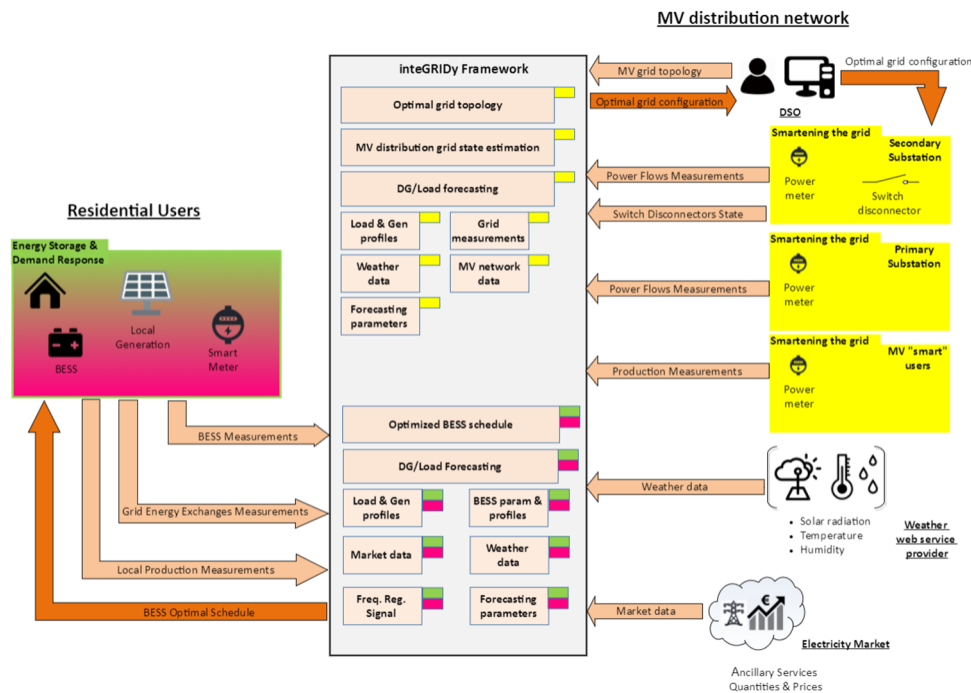 MV distribution network
inteGRIDy Framework
Optimal grid topology
MV distribution grid state estimation
DG/Load forecasting
Load & Gen
profiles
Grid
measurements
Weather
data
MV network
data
Forecasting
parameters
Optimized BESS schedule
DG/Load Forecasting
Load & Gen
profiles
BESS param &
profiles
Market data
Weather
data
Freq. Reg.
Signal
Forecasting
parameters
Residential Users
Energy Storage &
Demand Response
Local
Generation
BESS
Smart
Meter
BESS Measurements
Grid Energy Exchanges Measurements
Local Production Measurements
BESS Optimal Schedule
MV grid topology
Optimal grid configuration
DSO
Optimal grid configuration
Smartening the grid
Secondary
Substation
Power
meter
Switch
disconnector
Power Flows Measurements
Switch Disconnectors State
Smartening the grid
Primary
Substation
Power
meter
Power Flows Measurements
Smartening the grid
MV "smart"
users
Power
meter
Production Measurements
Weather data
• Solar radiation
• Temperature
• Humidity
Weather
web service
provider
Market data
€
Electricity Market
Ancillary Services
Quantities & Prices